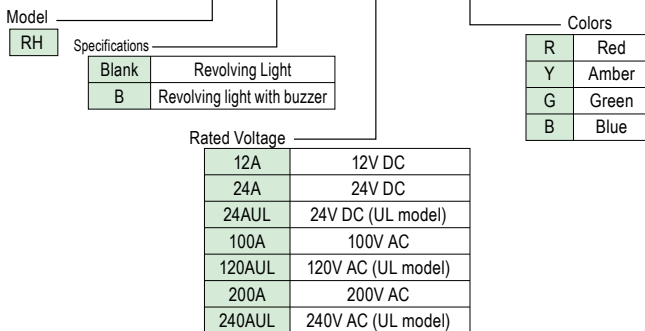 Model
RH
Specifications
Blank Revolving Light
B Revolving light with buzzer
Rated Voltage
12A 12V DC
24A 24V DC
24AUL 24V DC (UL model)
100A 100V AC
120AUL 120V AC (UL model)
200A 200V AC
240AUL 240V AC (UL model)
Colors
R Red
Y Amber
G Green
B Blue